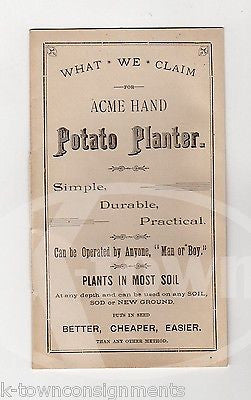 WHAT * WE * CLAIM
FOR
ACME HAND
Potato Planter.
Simple,
Durable,
Practical.
Can be Operated by Anyone, "Man or Boy."
PLANTS IN MOST SOIL
At any depth and can be used on any SOIL,
SOD or NEW GROUND.
PUTS IN SEED
BETTER, CHEAPER, EASIER.
THAN ANY OTHER METHOD.
k-townconsignments